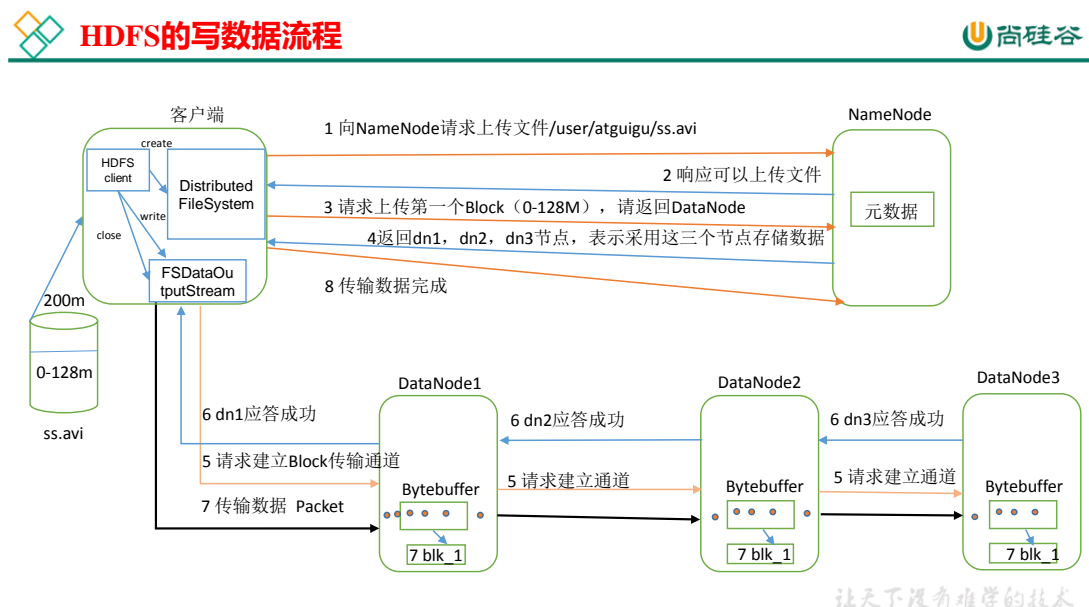 HDFS的写数据流程
尚硅谷
客户端
NameNode
1 向NameNode请求上传文件/user/atguigu/ss.avi
create
HDFS
client
Distributed
FileSystem
2 响应可以上传文件
3 请求上传第一个Block（0-128M），请返回DataNode
元数据
write
close
4返回dn1，dn2，dn3节点，表示采用这三个节点存储数据
FSDataOu
tputStream
8 传输数据完成
200m
0-128m
ss.avi
DataNode1
DataNode2
DataNode3
6 dn1应答成功
6 dn2应答成功
6 dn3应答成功
5 请求建立Block传输通道
5 请求建立通道
5 请求建立通道
Bytebuffer
Bytebuffer
Bytebuffer
7 传输数据 Packet
7 blk_1
7 blk_1
7 blk_1
让天下没有难学的技术